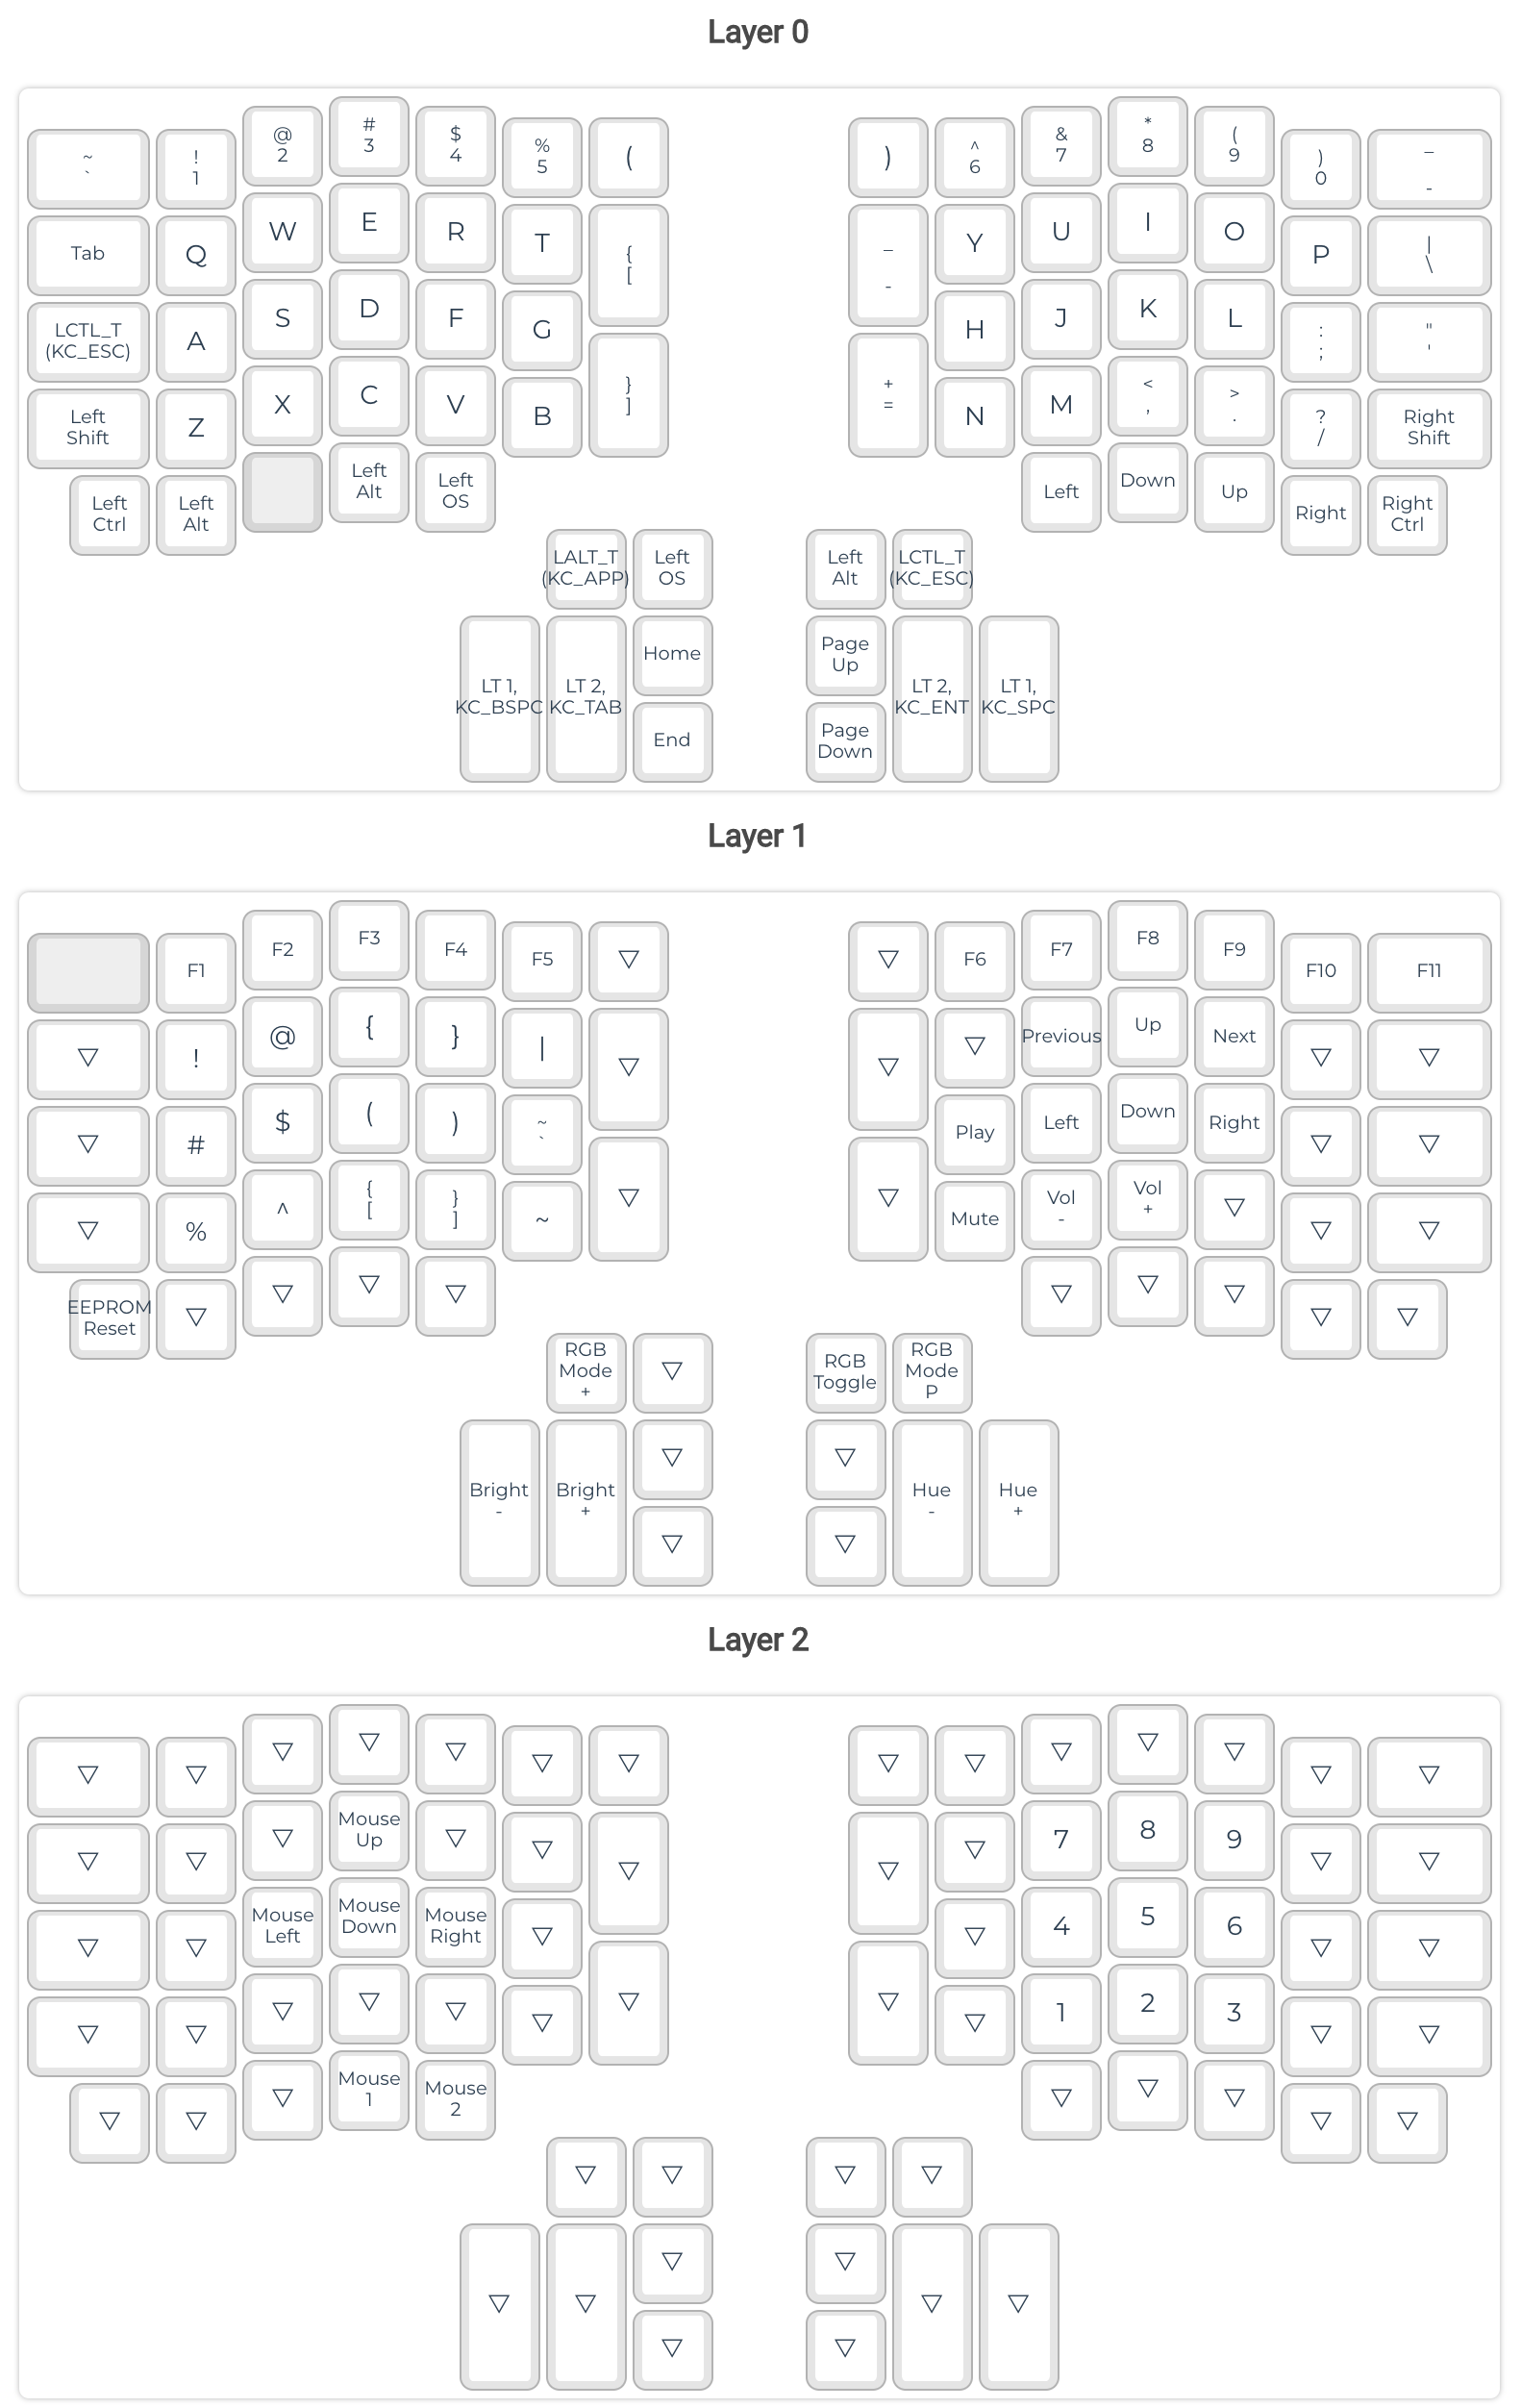 Layer 0
~ ! @ # $ % ( ) ^ & * ( ) _
` 1 2 3 4 5 6 7 8 9 0 -
Tab Q W E R T { _ Y U I O P |
[ - \
LCTL_T A S D F G H J K L : "
(KC_ESC) ; '
Left Z X C V B } + N M < > ? Right
Shift ] = , . / Shift
Left Left Left Left Left Down Up Right Right
Ctrl Alt Alt OS Ctrl
LALT_T Left Left LCTL_T
(KC_APP) OS Alt (KC_ESC)
Home Page
Up
LT 1, LT 2, LT 2, LT 1,
KC_BSPC KC_TAB KC_ENT KC_SPC
End Page
Down
Layer 1
F1 F2 F3 F4 F5 ▽ ▽ F6 F7 F8 F9 F10 F11
▽ ! @ { } | ▽ ▽ ▽ Previous Up Next ▽ ▽
▽ # $ ( ) ~ Play Left Down Right ▽ ▽
`
▽ % ^ { } ~ ▽ ▽ Mute Vol Vol ▽ ▽ ▽
[ ] - +
EEPROM ▽ ▽ ▽ ▽ ▽ ▽ ▽ ▽ ▽
Reset
RGB ▽ RGB RGB
Mode Toggle Mode
+ P
▽ ▽
Bright Bright Hue Hue
- + - +
▽ ▽
Layer 2
▽ ▽ ▽ ▽ ▽ ▽ ▽ ▽ ▽ ▽ ▽ ▽ ▽ ▽
▽ ▽ ▽ Mouse ▽ ▽ ▽ ▽ ▽ 7 8 9 ▽ ▽
Up
▽ ▽ Mouse Mouse Mouse ▽ ▽ 4 5 6 ▽ ▽
Left Down Right
▽ ▽ ▽ ▽ ▽ ▽ ▽ ▽ ▽ 1 2 3 ▽ ▽
▽ ▽ ▽ Mouse Mouse ▽ ▽ ▽ ▽ ▽
1 2
▽ ▽ ▽ ▽
▽ ▽
▽ ▽ ▽ ▽
▽ ▽